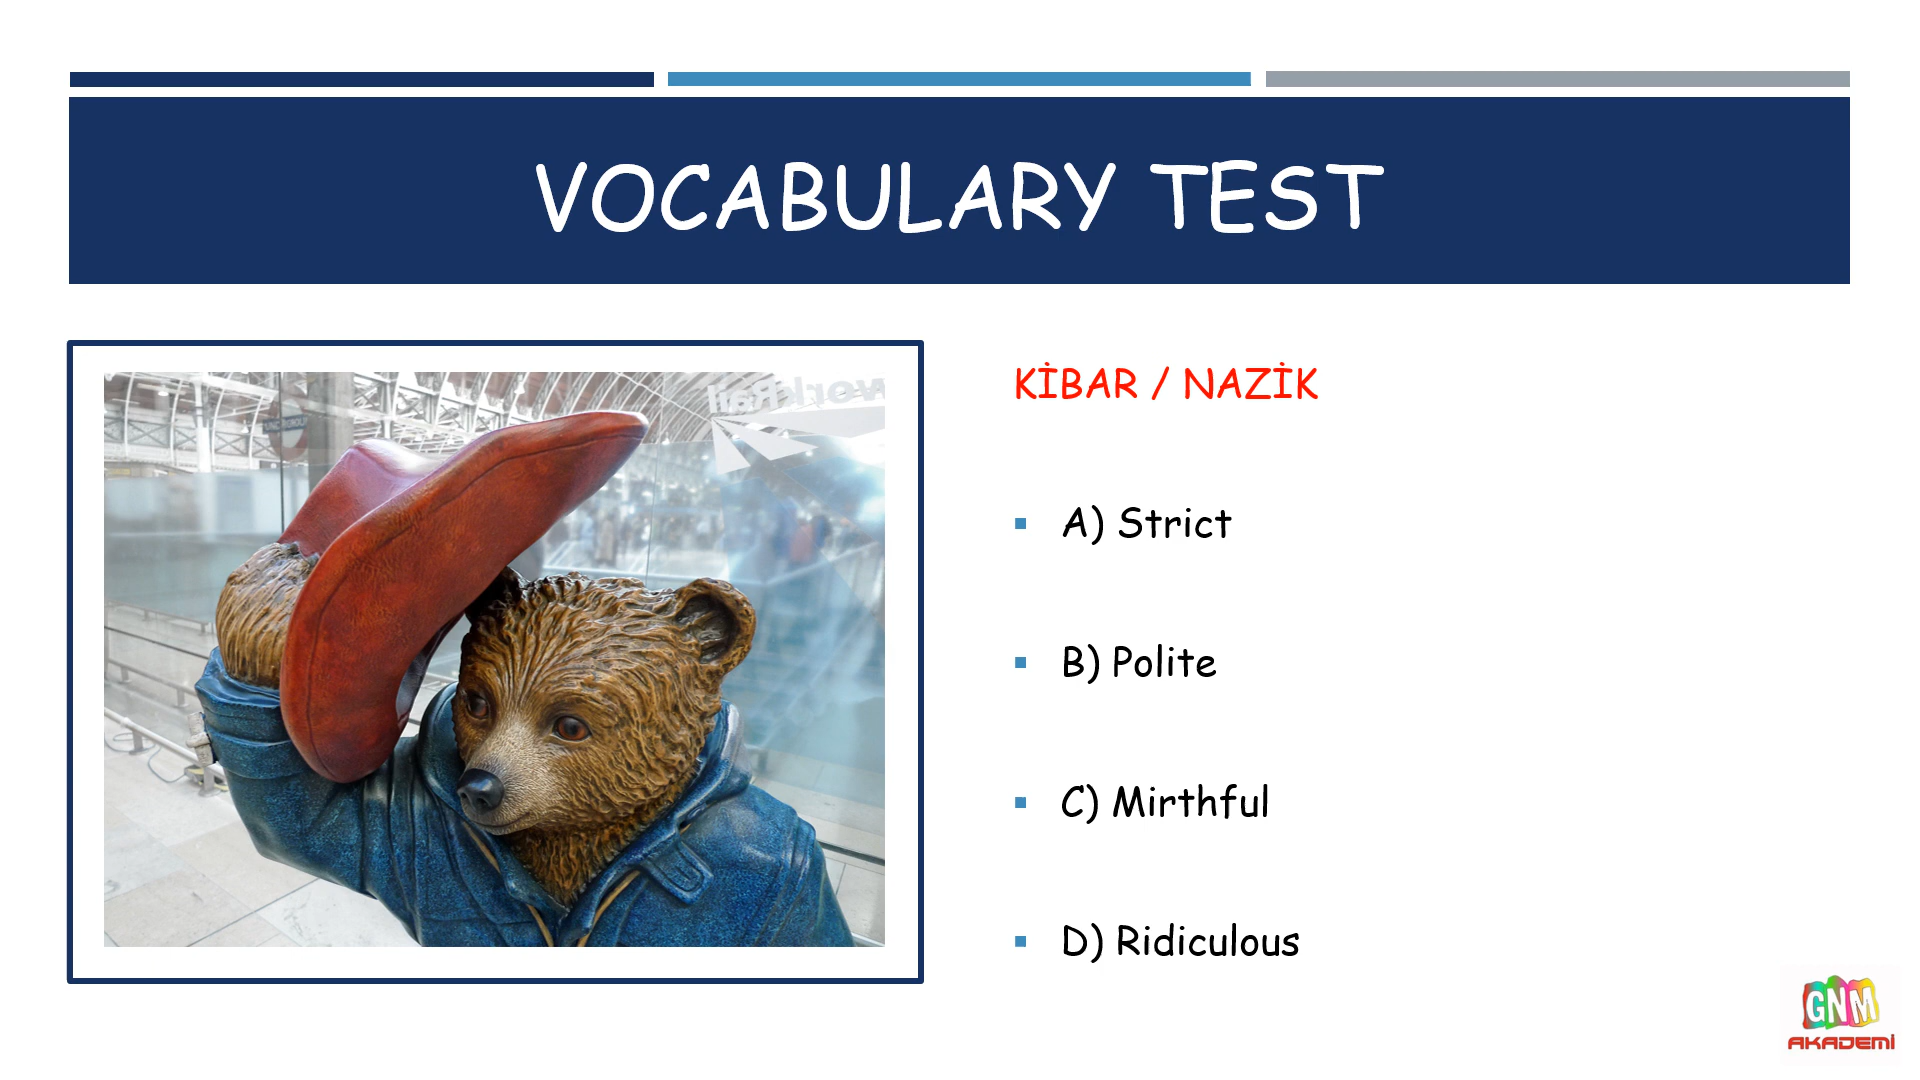 VOCABULARY TEST
KİBAR / NAZİK
A) Strict
B) Polite
C) Mirthful
D) Ridiculous
GNM
AKADEMİ